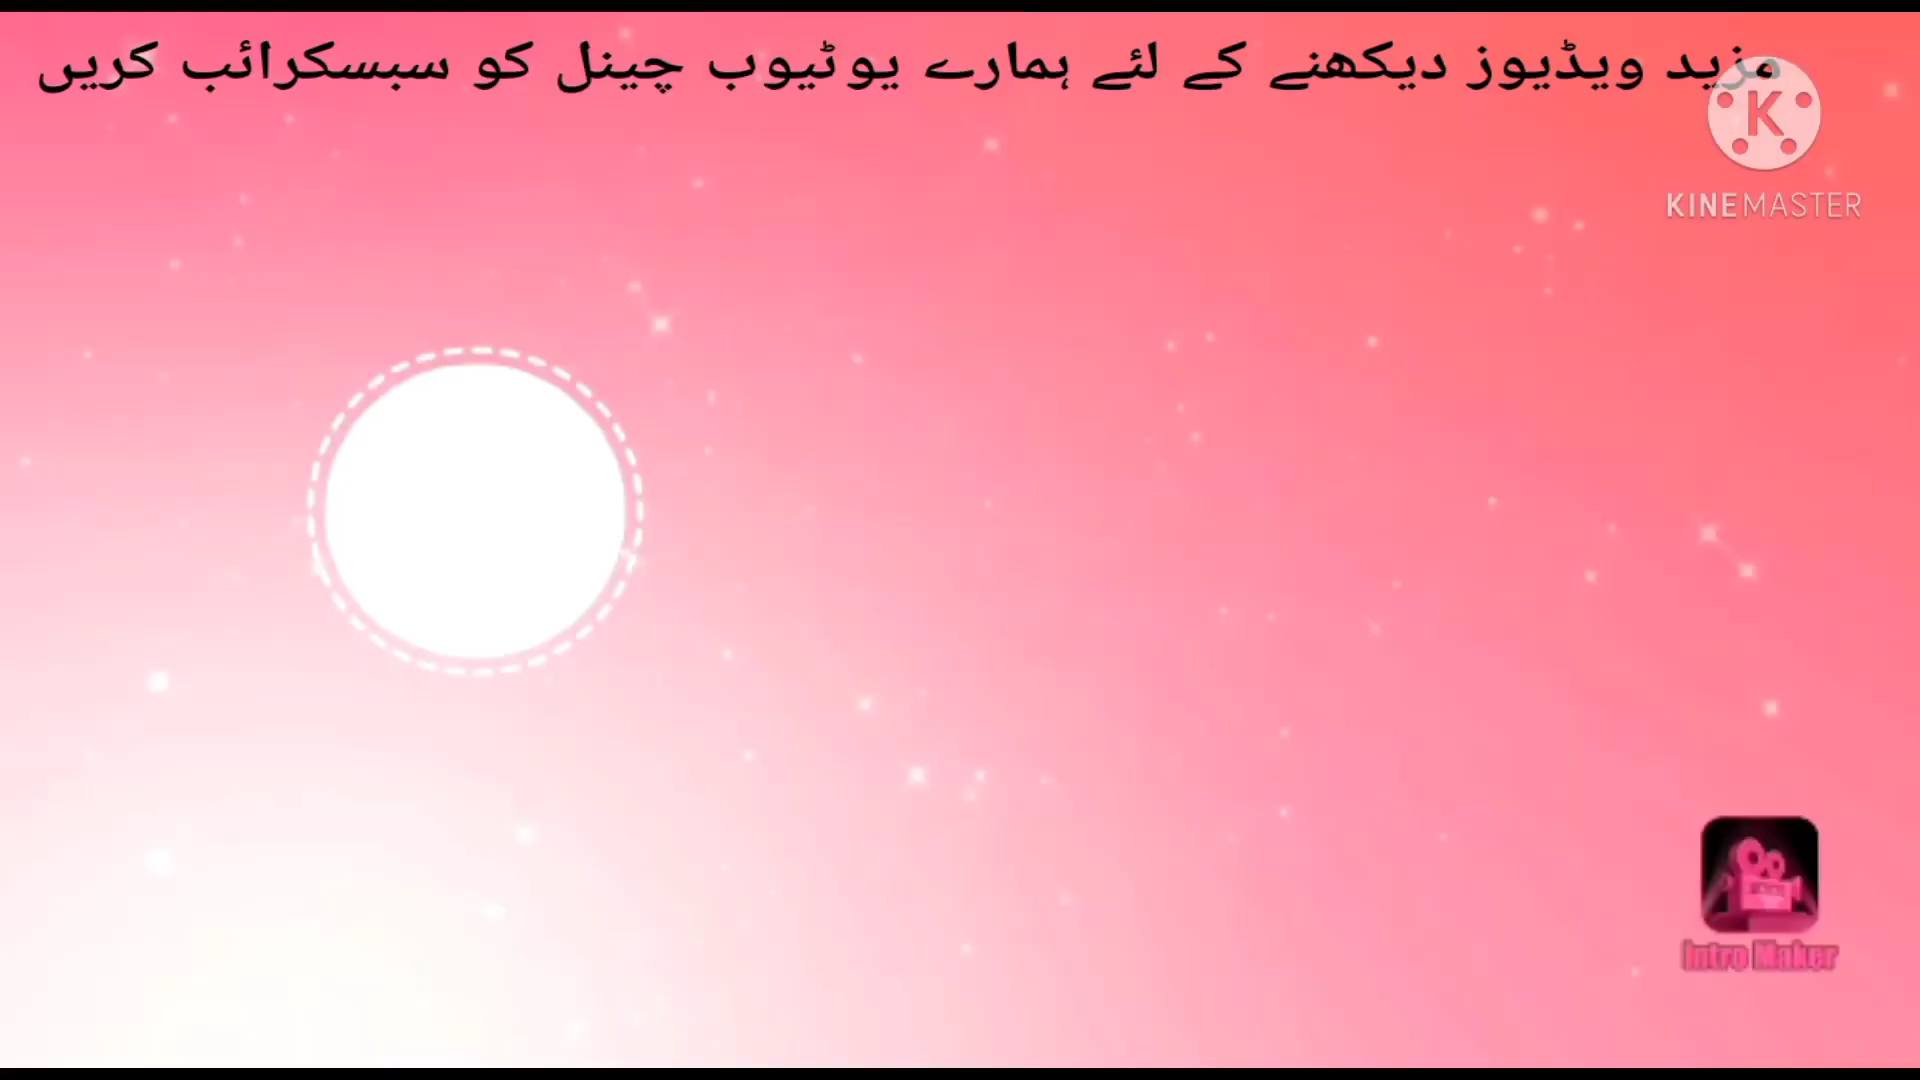 مزید ویڈیوز دیکھنے کے لئے ہمارے یوٹیوب چینل کو سبسکرائب کریں
K
KINEMASTER
Intro Maker